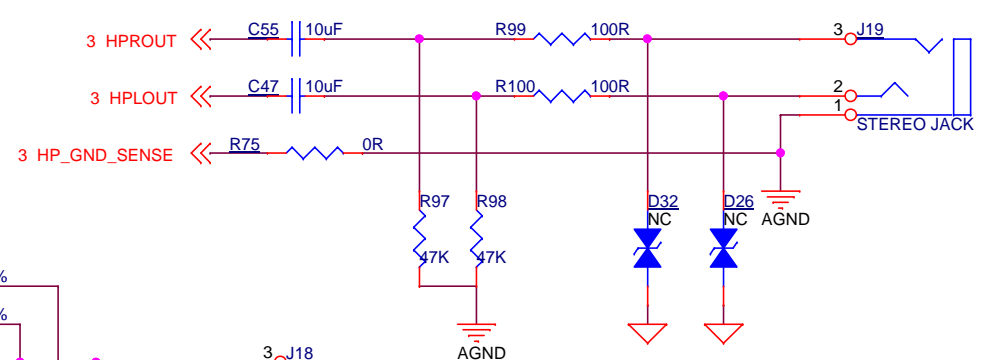 3 HPROUT C55 10uF R99 100R 3 J19
3 HPLOUT C47 10uF R100 100R 2
1
STEREO JACK
3 HP_GND_SENSE R75 0R
R97 R98 D32 D26
NC NC AGND
47K 47K
%
%
AGND
3 J18